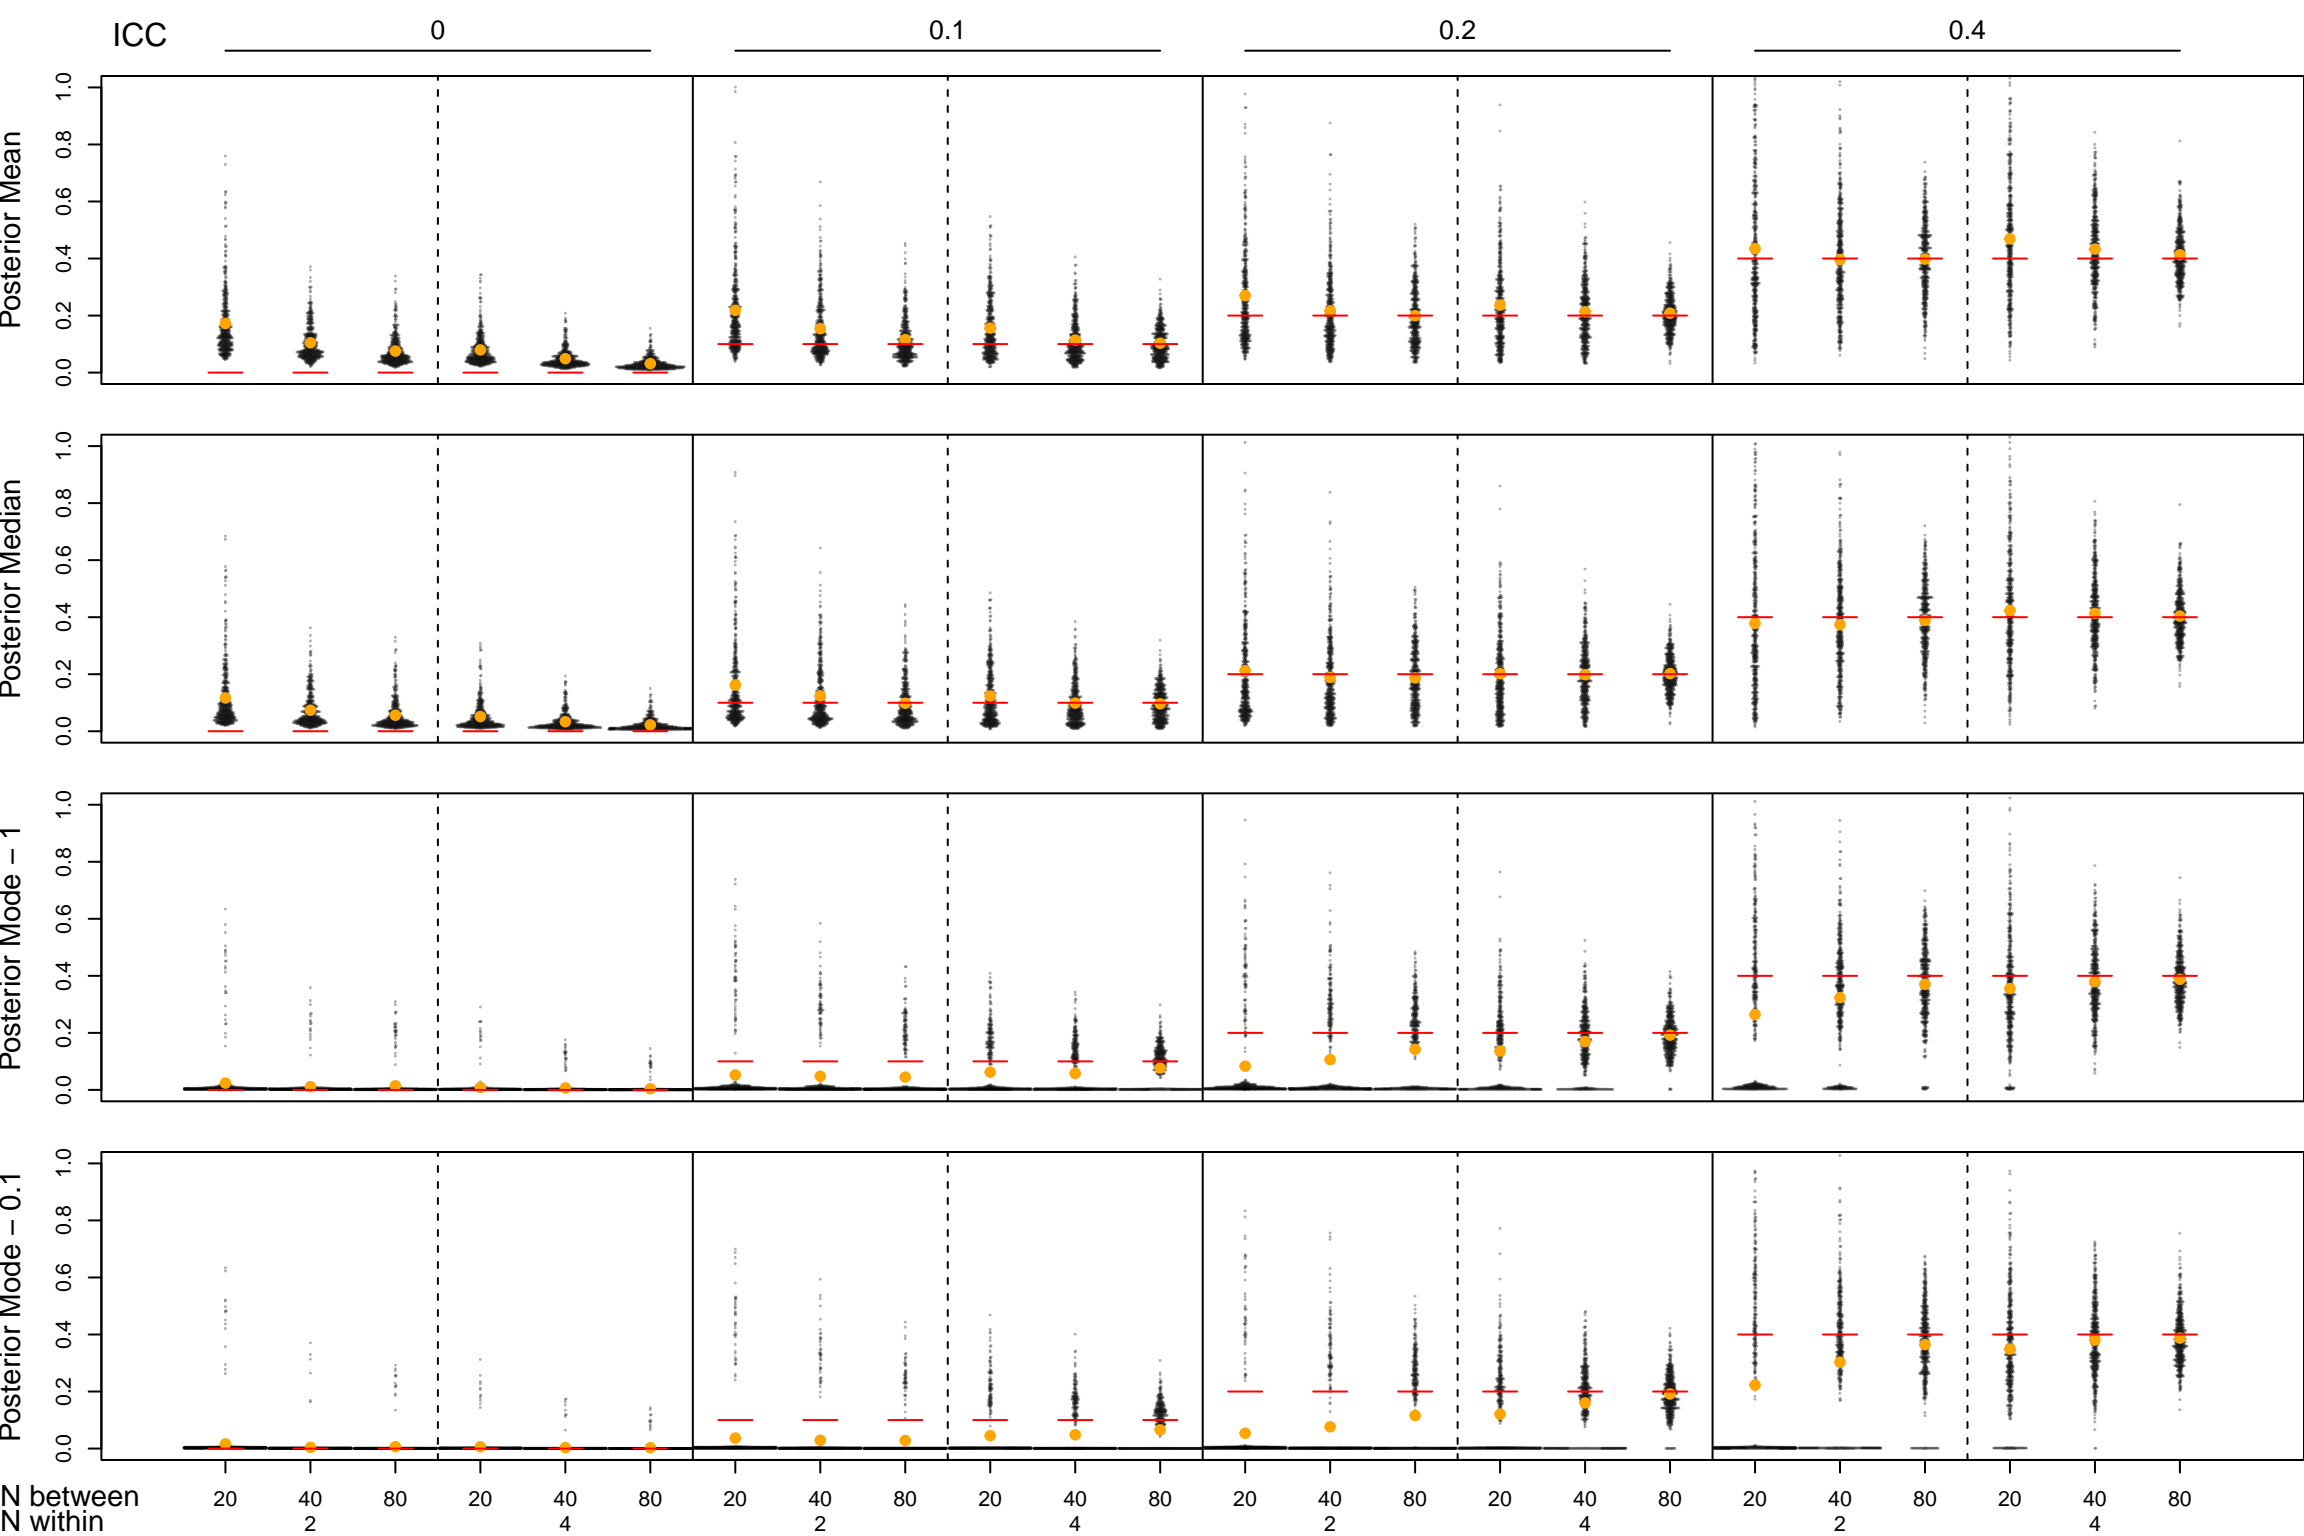 ICC 0 0.1 0.2 0.4
Posterior Mean
0.0 0.2 0.4 0.6 0.8 1.0
Posterior Median
0.0 0.2 0.4 0.6 0.8 1.0
Posterior Mode – 1
0.0 0.2 0.4 0.6 0.8 1.0
Posterior Mode – 0.1
0.0 0.2 0.4 0.6 0.8 1.0
N between 20 40 80 20 40 80 20 40 80 20 40 80 20 40 80 20 40 80 20 40 80 20 40 80
N within 2 4 2 4 2 4 2 4